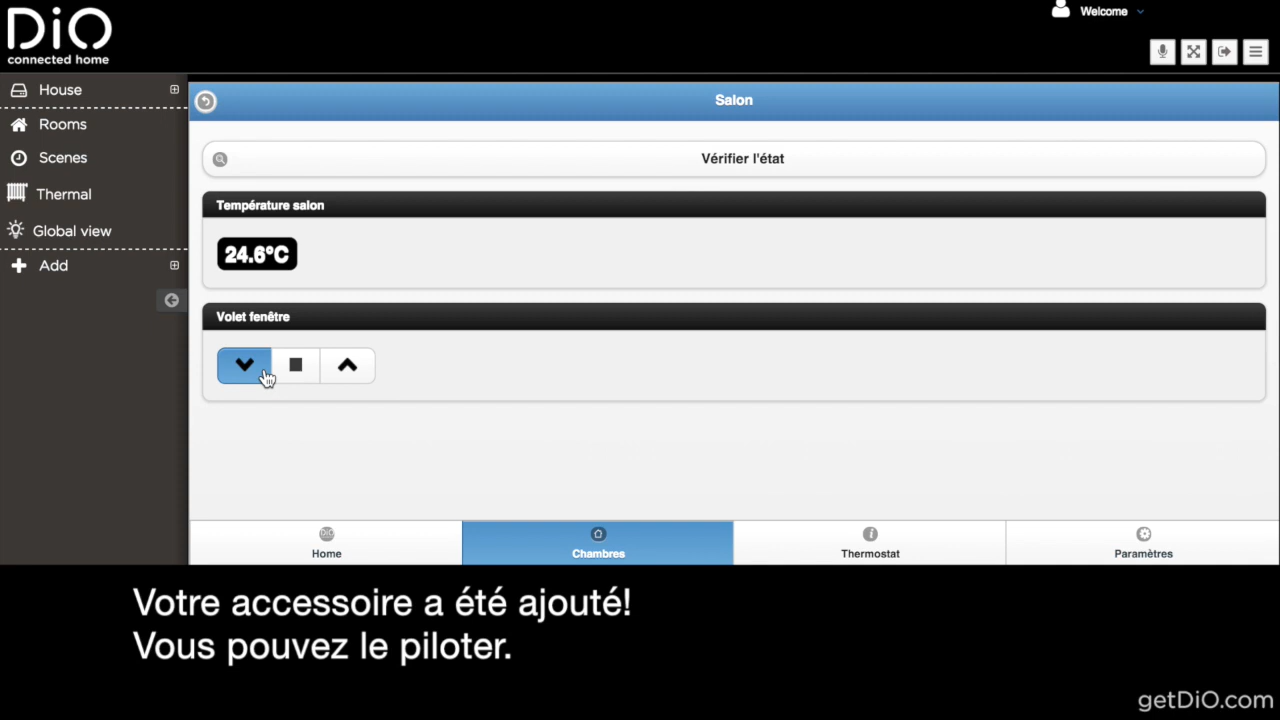 DiO
connected home
Welcome
House
Rooms
Scenes
Thermal
Global view
Add
Salon
Vérifier l'état
Température salon
24.6°C
Volet fenêtre
Home
Chambres
Thermostat
Paramètres
Votre accessoire a été ajouté!
Vous pouvez le piloter.
getDiO.com